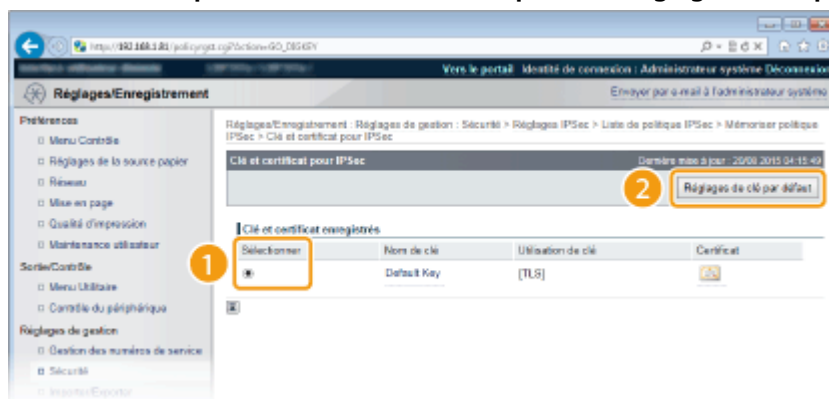 http://192.168.1.81/policyrgst.cgi?Action=GO_DISKEY
Vers le portail Identité de connexion : Administrateur système Déconnexion
Réglages/Enregistrement
Envoyer par e-mail à l'administrateur système
Préférences
Menu Contrôle
Réglages de la source papier
Réseau
Mise en page
Qualité d'impression
Maintenance utilisateur
Sortie/Contrôle
Menu Utilitaire
Contrôle du périphérique
Réglages de gestion
Gestion des numéros de service
Sécurité
Importer/Exporter
Réglages/Enregistrement : Réglages de gestion : Sécurité > Réglages IPSec > Liste de politique IPSec > Mémoriser politique
IPSec > Clé et certificat pour IPSec
Clé et certificat pour IPSec
Dernière mise à jour : 20/08 2015 04:15:49
2
Réglages de clé par défaut
Clé et certificat enregistrés
1
Sélectionner Nom de clé Utilisation de clé Certificat
Default Key [TLS]